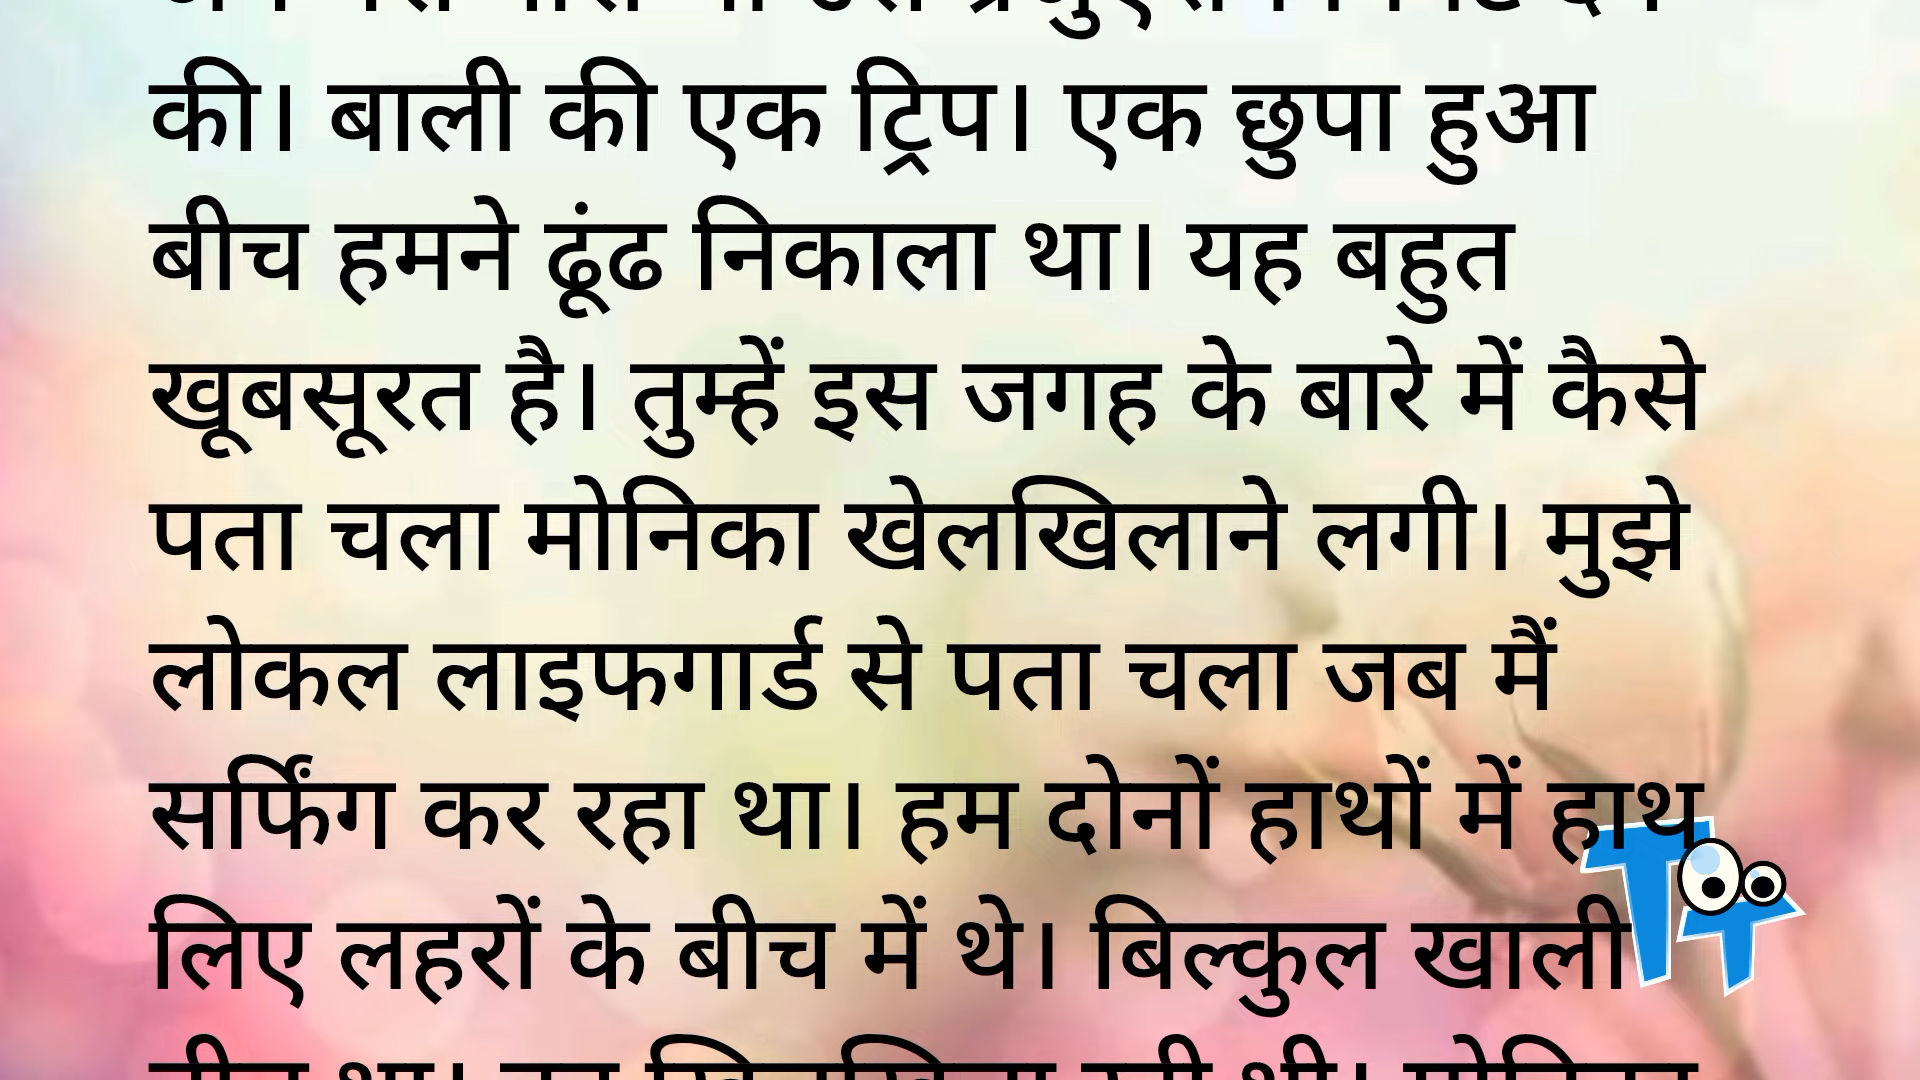 की। बाली की एक ट्रिप। एक छुपा हुआ
बीच हमने ढूंढ निकाला था। यह बहुत
खूबसूरत है। तुम्हें इस जगह के बारे में कैसे
पता चला मोनिका खेलखिलाने लगी। मुझे
लोकल लाइफगार्ड से पता चला जब मैं
सर्फिंग कर रहा था। हम दोनों हाथों में हाथ
लिए लहरों के बीच में थे। बिल्कुल खाली